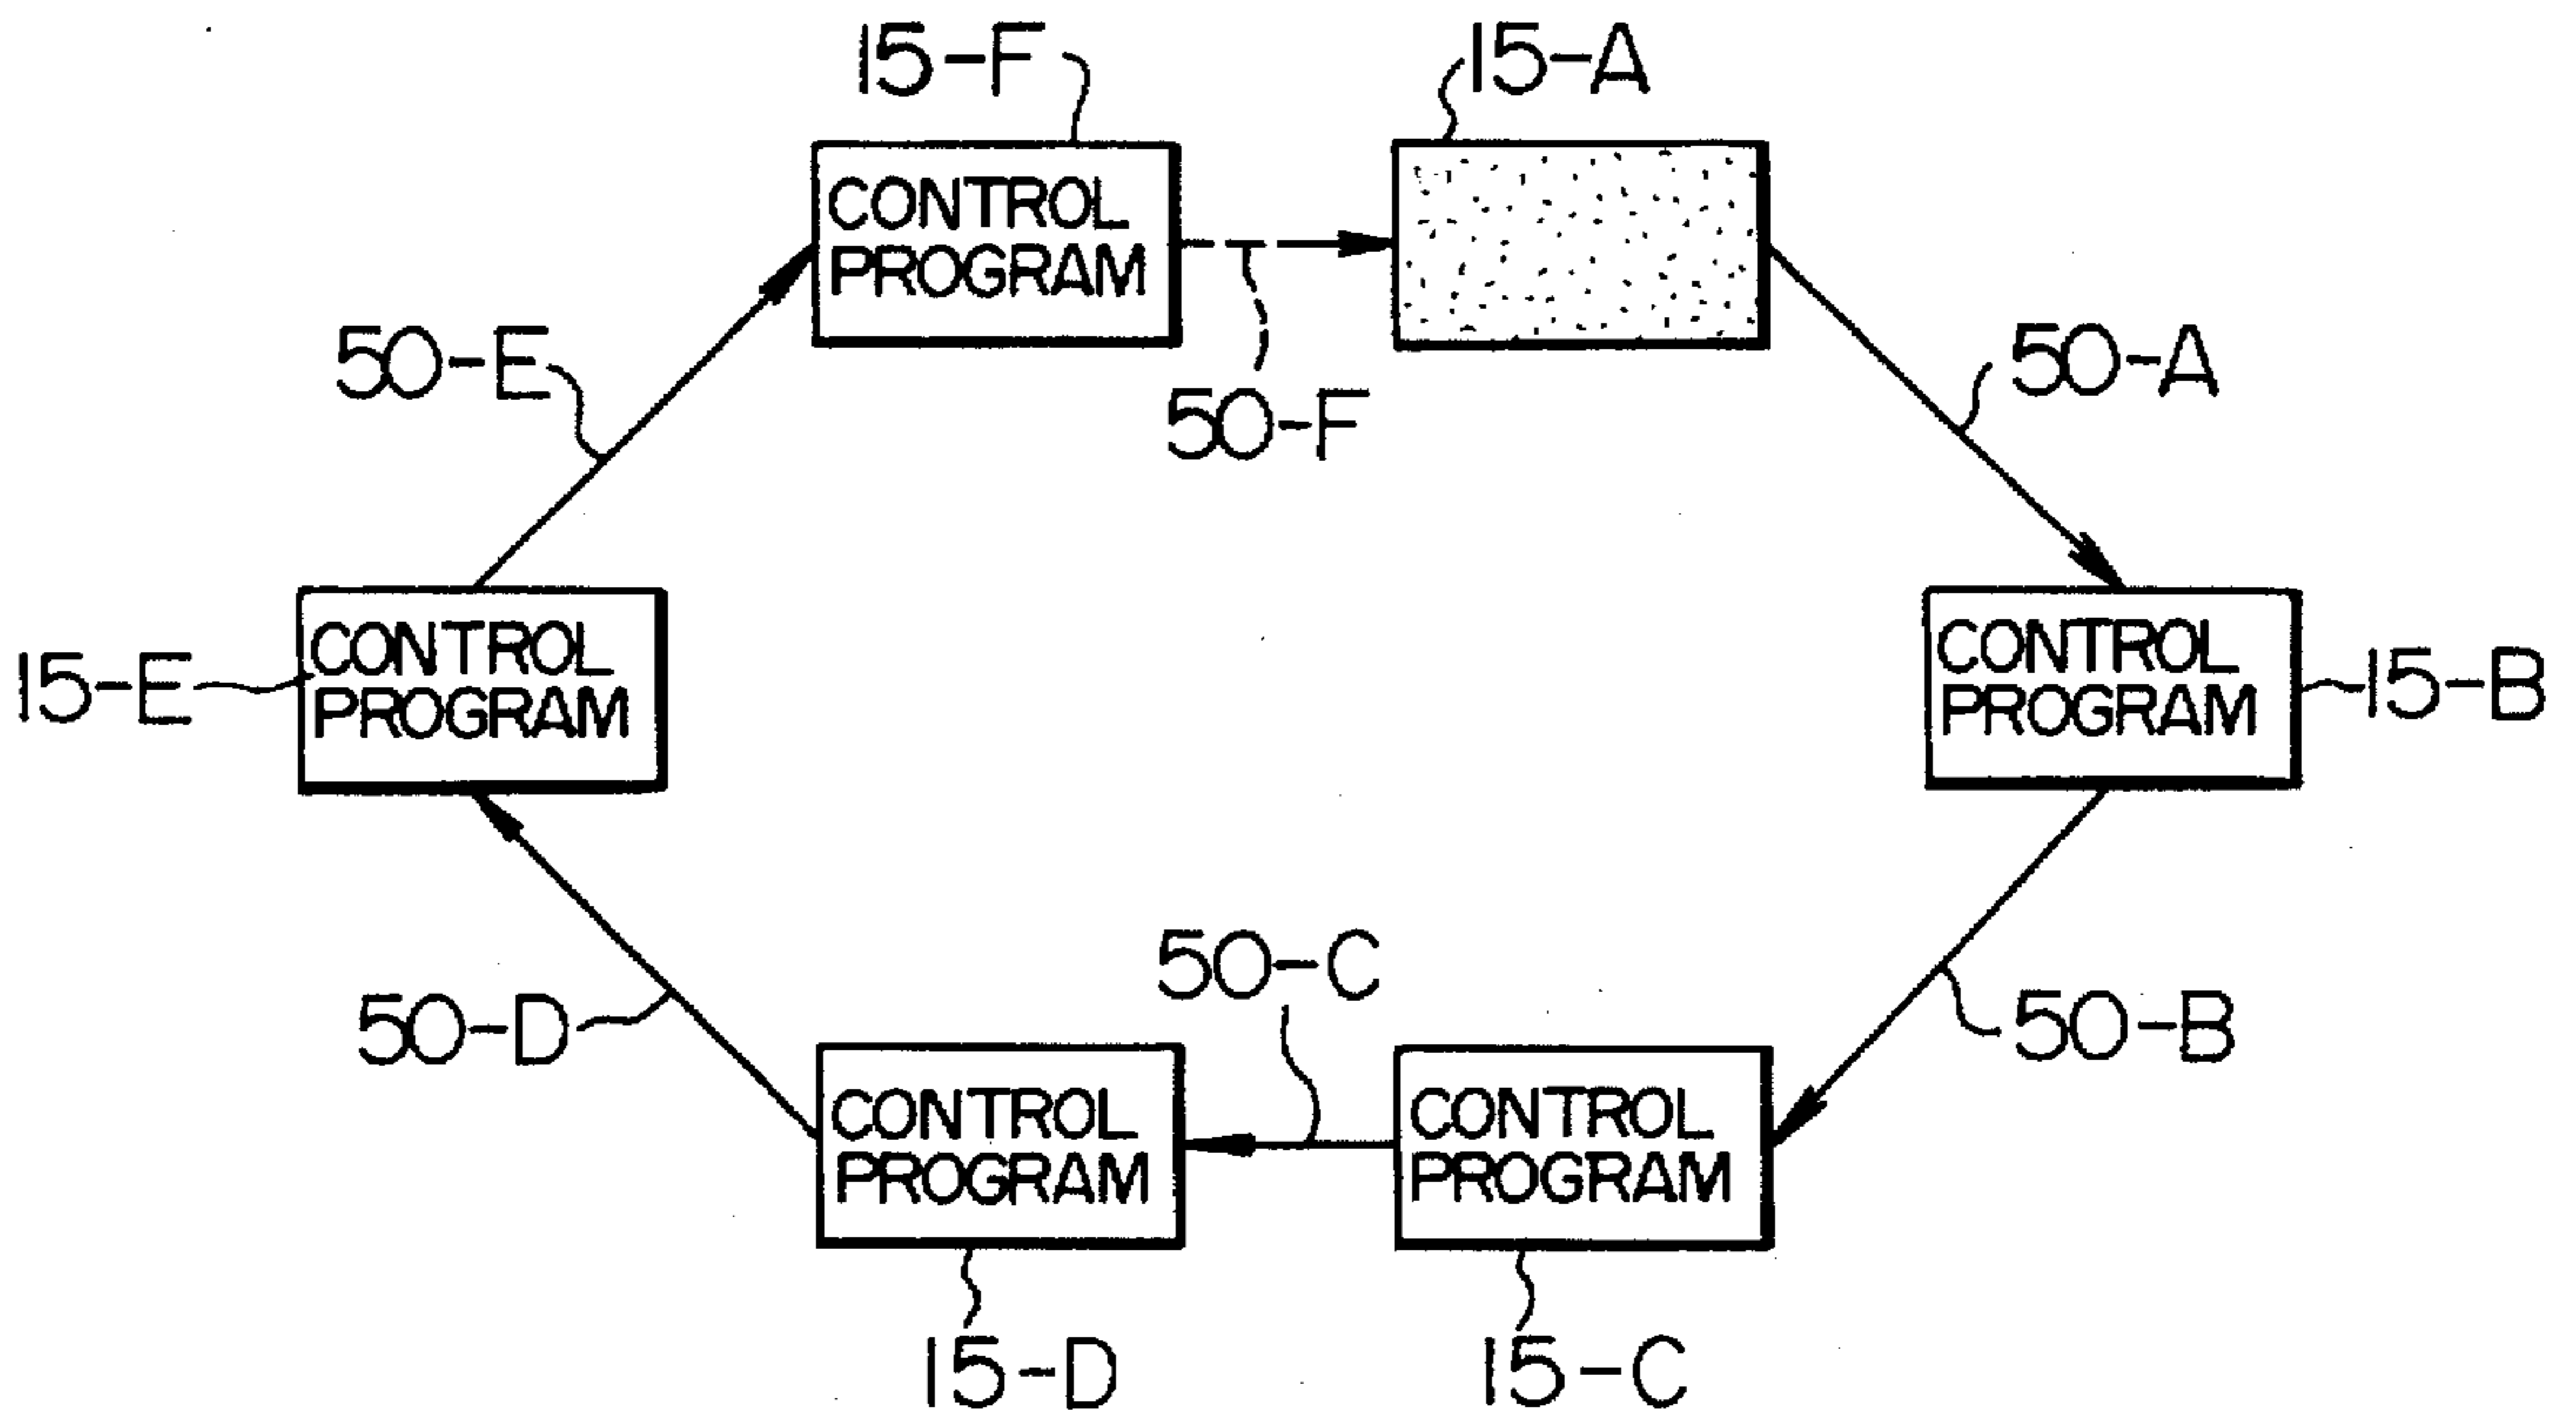 15-F
15-A
CONTROL
PROGRAM
50-E
50-F
50-A
15-E
CONTROL
PROGRAM
CONTROL
PROGRAM
15-B
50-D
50-C
50-B
CONTROL
PROGRAM
CONTROL
PROGRAM
15-D
15-C